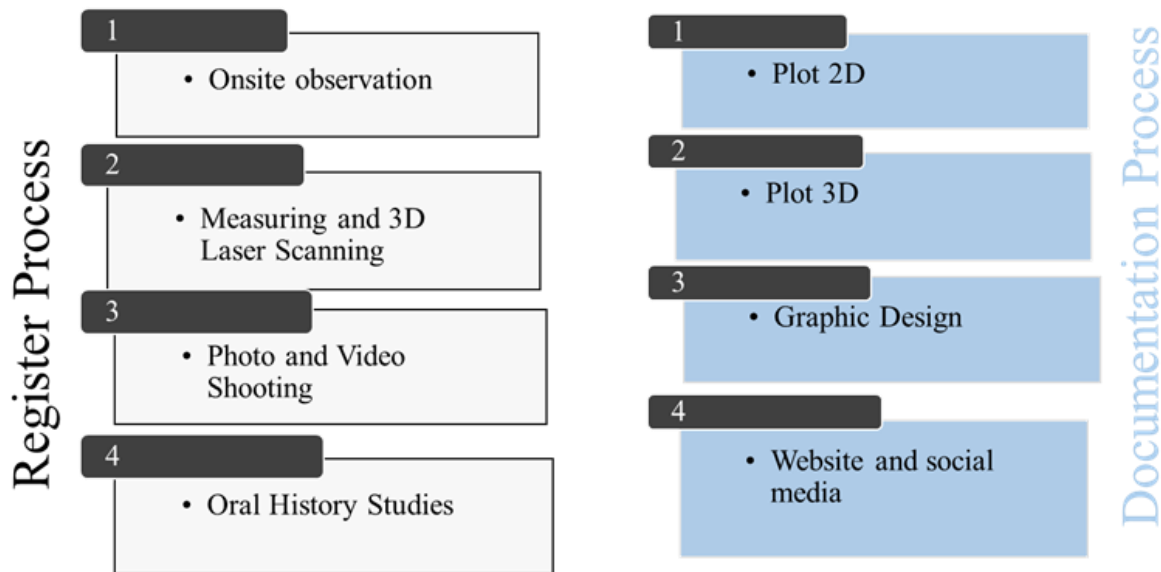 Register Process
1
• Onsite observation
2
• Measuring and 3D
Laser Scanning
3
• Photo and Video
Shooting
4
• Oral History Studies
1
• Plot 2D
2
• Plot 3D
3
• Graphic Design
4
• Website and social
media
Documentation Process